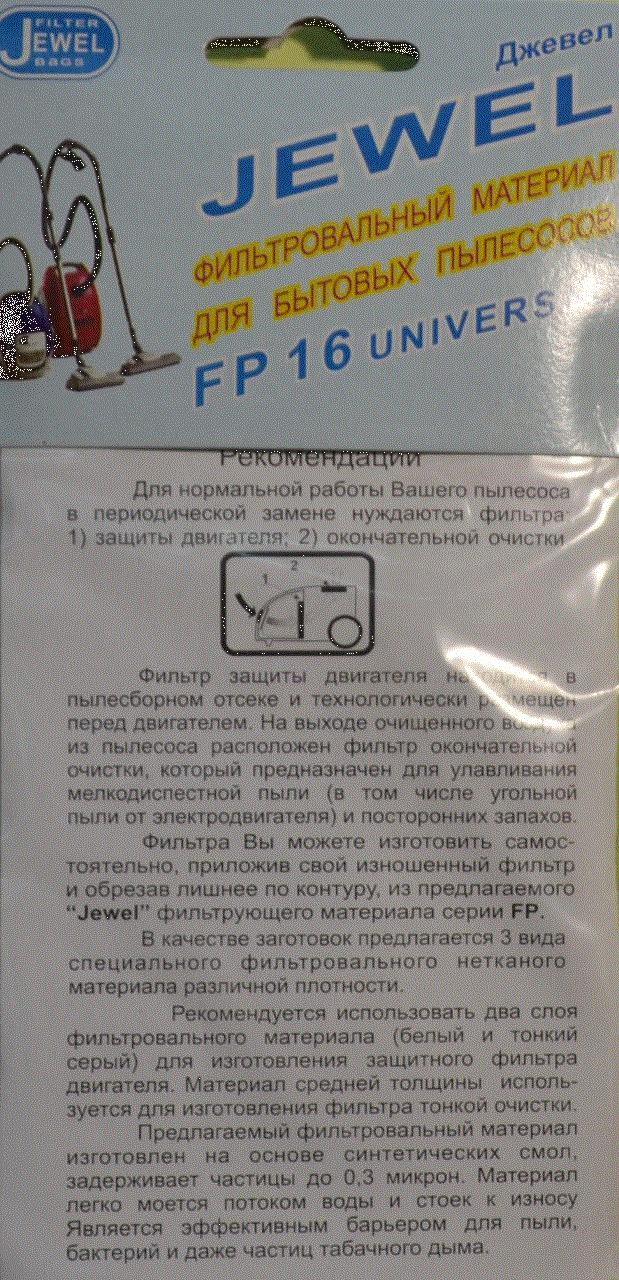 FILTER
JEWEL
BAGS
Джевел
JEWEL
ФИЛЬТРОВАЛЬНЫЙ МАТЕРИАЛ
ДЛЯ БЫТОВЫХ ПЫЛЕСОСОВ
FP 16 UNIVERS
Рекомендации
Для нормальной работы Вашего пылесоса
в периодической замене нуждаются фильтра:
1) защиты двигателя; 2) окончательной очистки
1
2
Фильтр защиты двигателя находится в
пылесборном отсеке и технологически размещен
перед двигателем. На выходе очищенного воздуха
из пылесоса расположен фильтр окончательной
очистки, который предназначен для улавливания
мелкодиспестной пыли (в том числе угольной
пыли от электродвигателя) и посторонних запахов.
Фильтра Вы можете изготовить самос-
тоятельно, приложив свой изношенный фильтр
и обрезав лишнее по контуру, из предлагаемого
“Jewel” фильтрующего материала серии FP.
В качестве заготовок предлагается 3 вида
специального фильтровального нетканого
материала различной плотности.
Рекомендуется использовать два слоя
фильтровального материала (белый и тонкий
серый) для изготовления защитного фильтра
двигателя. Материал средней толщины исполь-
зуется для изготовления фильтра тонкой очистки.
Предлагаемый фильтровальный материал
изготовлен на основе синтетических смол,
задерживает частицы до 0,3 микрон. Материал
легко моется потоком воды и стоек к износу
Является эффективным барьером для пыли,
бактерий и даже частиц табачного дыма.